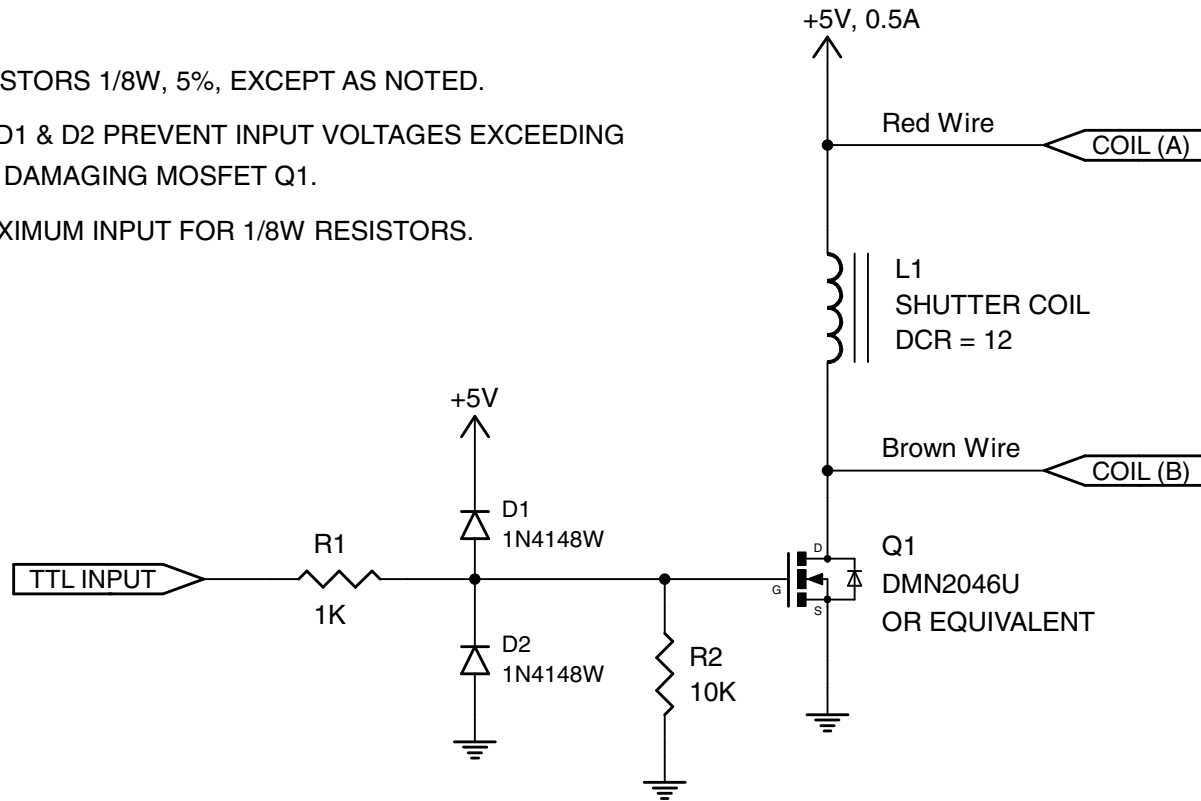 +5V, 0.5A
STORS 1/8W, 5%, EXCEPT AS NOTED.
D1 & D2 PREVENT INPUT VOLTAGES EXCEEDING
DAMAGING MOSFET Q1.
XIMUM INPUT FOR 1/8W RESISTORS.
Red Wire
COIL (A)
L1
SHUTTER COIL
DCR = 12
+5V
Brown Wire
COIL (B)
D1
1N4148W
R1
TTL INPUT
1K
D2
1N4148W
R2
10K
D
G
S
Q1
DMN2046U
OR EQUIVALENT